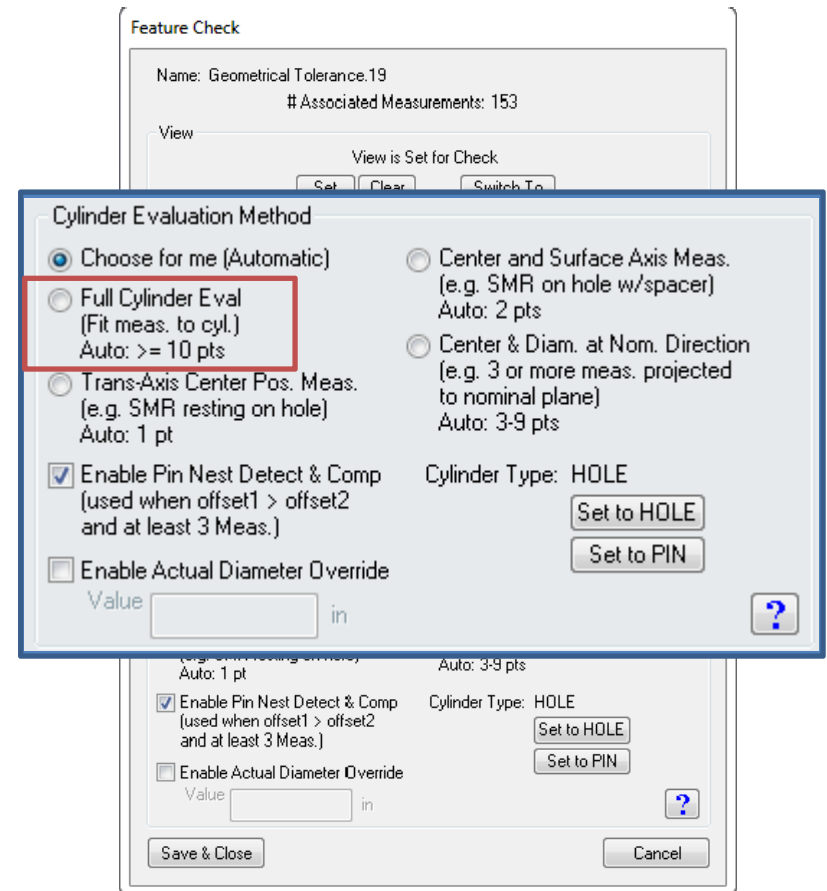 Feature Check
Name: Geometrical Tolerance.19
# Associated Measurements: 153
View
View is Set for Check
Set Clear Switch To
Cylinder Evaluation Method
Choose for me (Automatic)
Full Cylinder Eval
(Fit meas. to cyl.)
Auto: >= 10 pts
Trans-Axis Center Pos. Meas.
(e.g. SMR resting on hole)
Auto: 1 pt
Center and Surface Axis Meas.
(e.g. SMR on hole w/spacer)
Auto: 2 pts
Center & Diam. at Nom. Direction
(e.g. 3 or more meas. projected
to nominal plane)
Auto: 3-9 pts
Enable Pin Nest Detect & Comp
(used when offset1 > offset2
and at least 3 Meas.)
Cylinder Type: HOLE
Set to HOLE
Set to PIN
Enable Actual Diameter Override
Value in
?
(e.g. SMR resting on hole)
Auto: 1 pt
Auto: 3-9 pts
Enable Pin Nest Detect & Comp
(used when offset1 > offset2
and at least 3 Meas.)
Cylinder Type: HOLE
Set to HOLE
Set to PIN
Enable Actual Diameter Override
Value in
?
Save & Close
Cancel